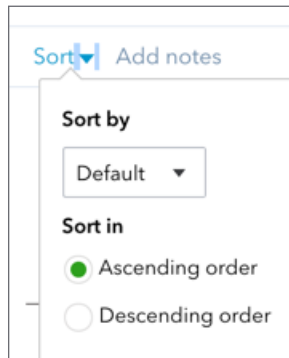 Sort Add notes
Sort by
Default
Sort in
Ascending order
Descending order